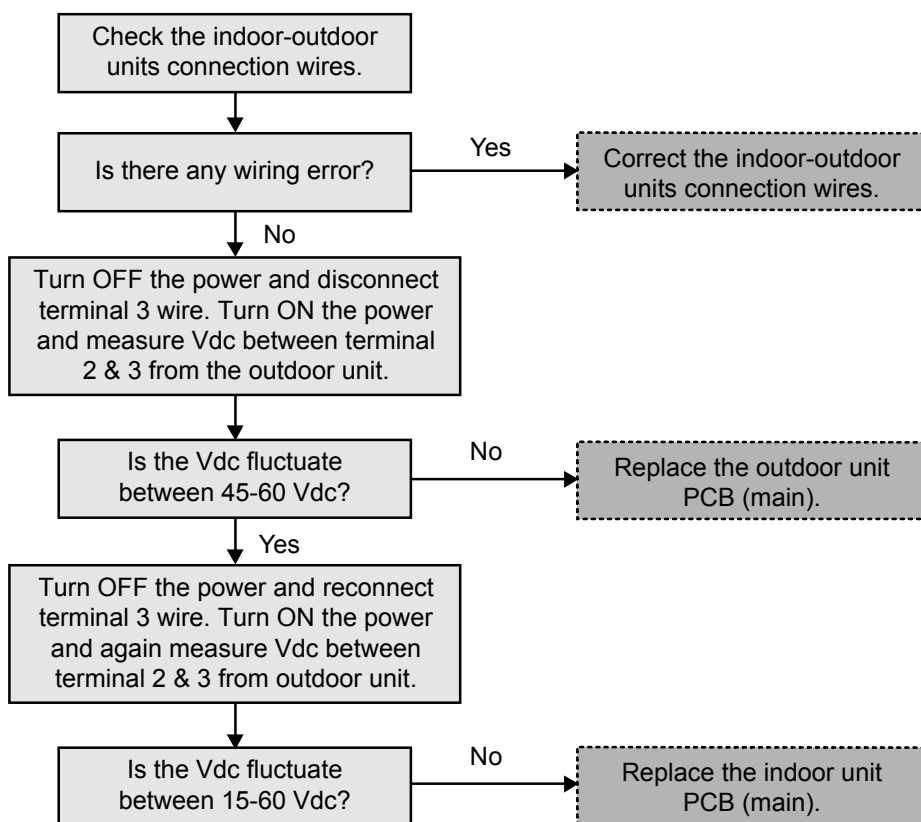 Check the indoor-outdoor
units connection wires.
Is there any wiring error?
Yes
Correct the indoor-outdoor
units connection wires.
No
Turn OFF the power and disconnect
terminal 3 wire. Turn ON the power
and measure Vdc between terminal
2 & 3 from the outdoor unit.
Is the Vdc fluctuate
between 45-60 Vdc?
No
Replace the outdoor unit
PCB (main).
Yes
Turn OFF the power and reconnect
terminal 3 wire. Turn ON the power
and again measure Vdc between
terminal 2 & 3 from outdoor unit.
Is the Vdc fluctuate
between 15-60 Vdc?
No
Replace the indoor unit
PCB (main).